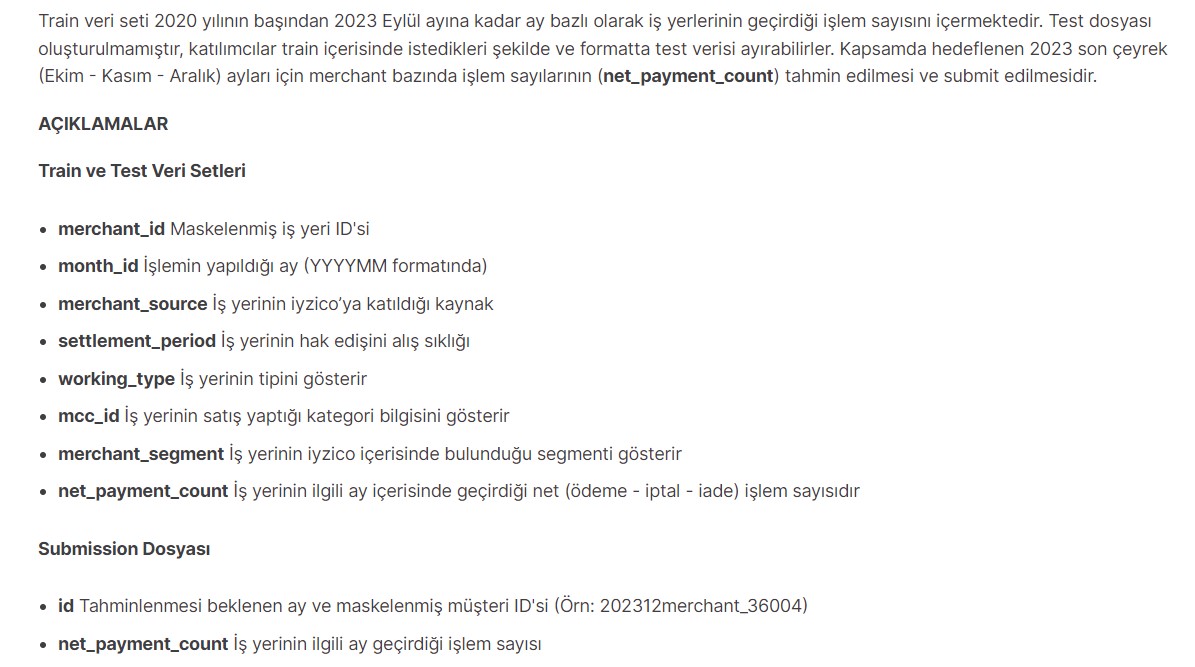 Train veri seti 2020 yılının başından 2023 Eylül ayına kadar ay bazlı olarak iş yerlerinin geçirdiği işlem sayısını içermektedir. Test dosyası
oluşturulmamıştır, katılımcılar train içerisinde istedikleri şekilde ve formatta test verisi ayırabilirler. Kapsamda hedeflenen 2023 son çeyrek
(Ekim - Kasım - Aralık) ayları için merchant bazında işlem sayılarının (net_payment_count) tahmin edilmesi ve submit edilmesidir.
AÇIKLAMALAR
Train ve Test Veri Setleri
• merchant_id Maskelenmiş iş yeri ID'si
• month_id İşlemin yapıldığı ay (YYYYMM formatında)
• merchant_source İş yerinin iyzico’ya katıldığı kaynak
• settlement_period İş yerinin hak edişini alış sıklığı
• working_type İş yerinin tipini gösterir
• mcc_id İş yerinin satış yaptığı kategori bilgisini gösterir
• merchant_segment İş yerinin iyzico içerisinde bulunduğu segmenti gösterir
• net_payment_count İş yerinin ilgili ay içerisinde geçirdiği net (ödeme - iptal - iade) işlem sayısıdır
Submission Dosyası
• id Tahminlenmesi beklenen ay ve maskelenmiş müşteri ID'si (Örn: 202312merchant_36004)
• net_payment_count İş yerinin ilgili ay geçirdiği işlem sayısı